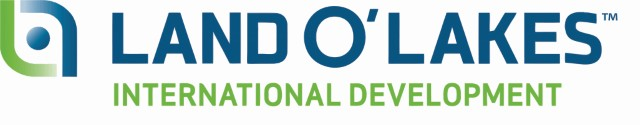 LAND O'LAKES™
INTERNATIONAL DEVELOPMENT